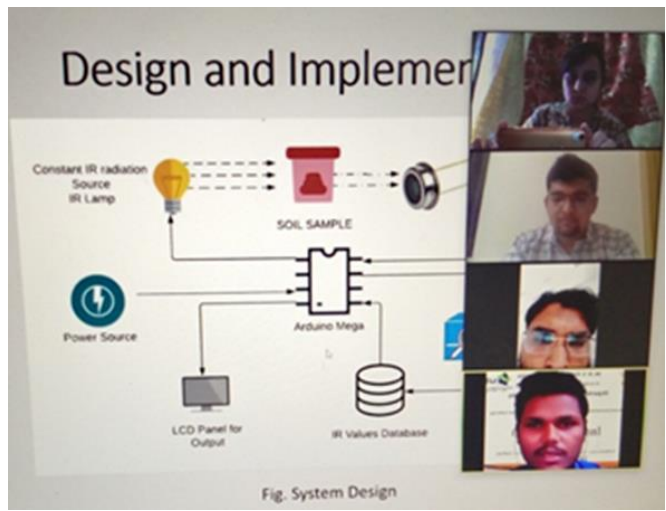 Design and Implemen
Constant IR radiation
Source
IR Lamp
SOIL SAMPLE
Arduino Mega
Power Source
LCD Panel for
Output
IR Values Database
Fig. System Design